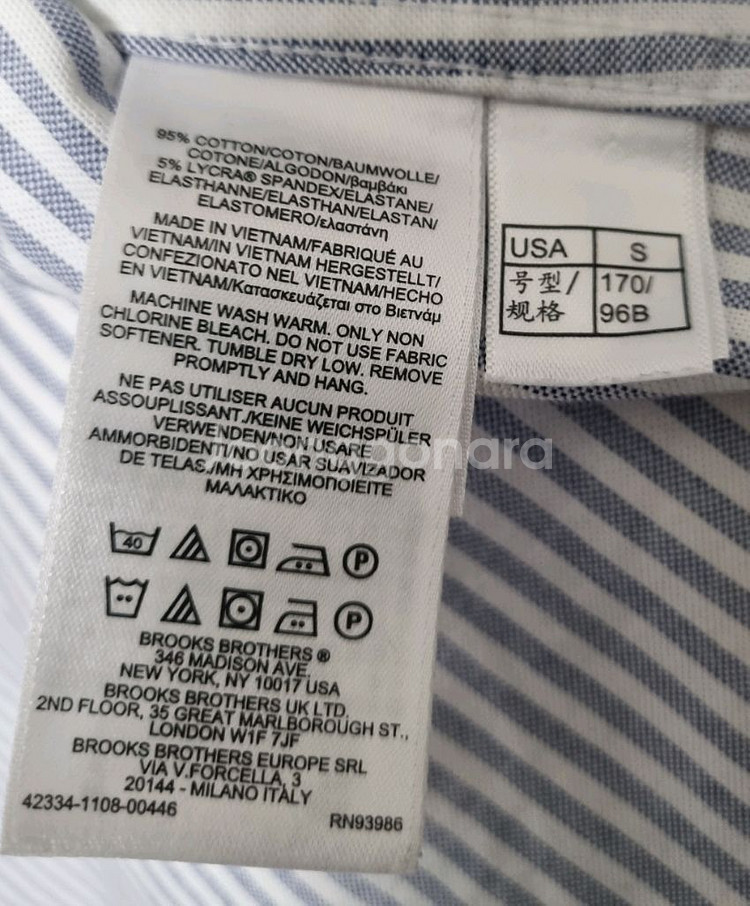 95% COTTON/COTON/BAUMWOLLE/
COTONE/ALGODON/βαμβάκι
5% LYCRA® SPANDEX/ELASTANE/
ELASTHANNE/ELASTHAN/ELASTAN/
ELASTOMERO/ελαστάνη
MADE IN VIETNAM/FABRIQUÉ AU
VIETNAM/IN VIETNAM HERGESTELLT/
CONFEZIONATO NEL VIETNAM/HECHO
EN VIETNAM/Κατασκευάζεται στο Βιετνάμ
MACHINE WASH WARM. ONLY NON
CHLORINE BLEACH. DO NOT USE FABRIC
SOFTENER. TUMBLE DRY LOW. REMOVE
PROMPTLY AND HANG.
NE PAS UTILISER AUCUN PRODUIT
ASSOUPLISSANT./KEINE WEICHSPÜLER
VERWENDEN/NON USARE
AMMORBIDENTI/NO USAR SUAVIZADOR
DE TELAS./ΜΗ ΧΡΗΣΙΜΟΠΟΙΕΙΤΕ
ΜΑΛΑΚΤΙΚΟ
40 P
P
BROOKS BROTHERS ®
346 MADISON AVE.
NEW YORK, NY 10017 USA
BROOKS BROTHERS UK LTD.
2ND FLOOR, 35 GREAT MARLBOROUGH ST.,
LONDON W1F 7JF
BROOKS BROTHERS EUROPE SRL
VIA V.FORCELLA, 3
20144 - MILANO ITALY
42334-1108-00446
RN93986
USA S
号型/ 170/
规格 96B